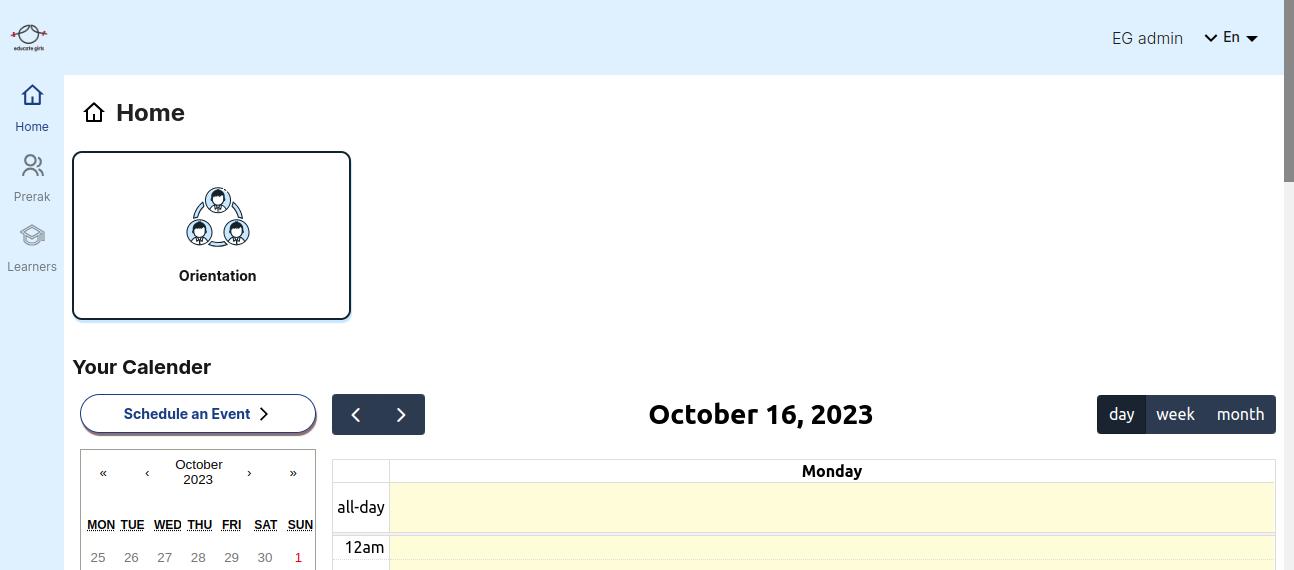 educate girls
EG admin
En
Home
Prerak
Learners
Home
Orientation
Your Calender
Schedule an Event
October 16, 2023
day week month
« ‹ October 2023 › »
MON TUE WED THU FRI SAT SUN
25 26 27 28 29 30 1
Monday
all-day
12am